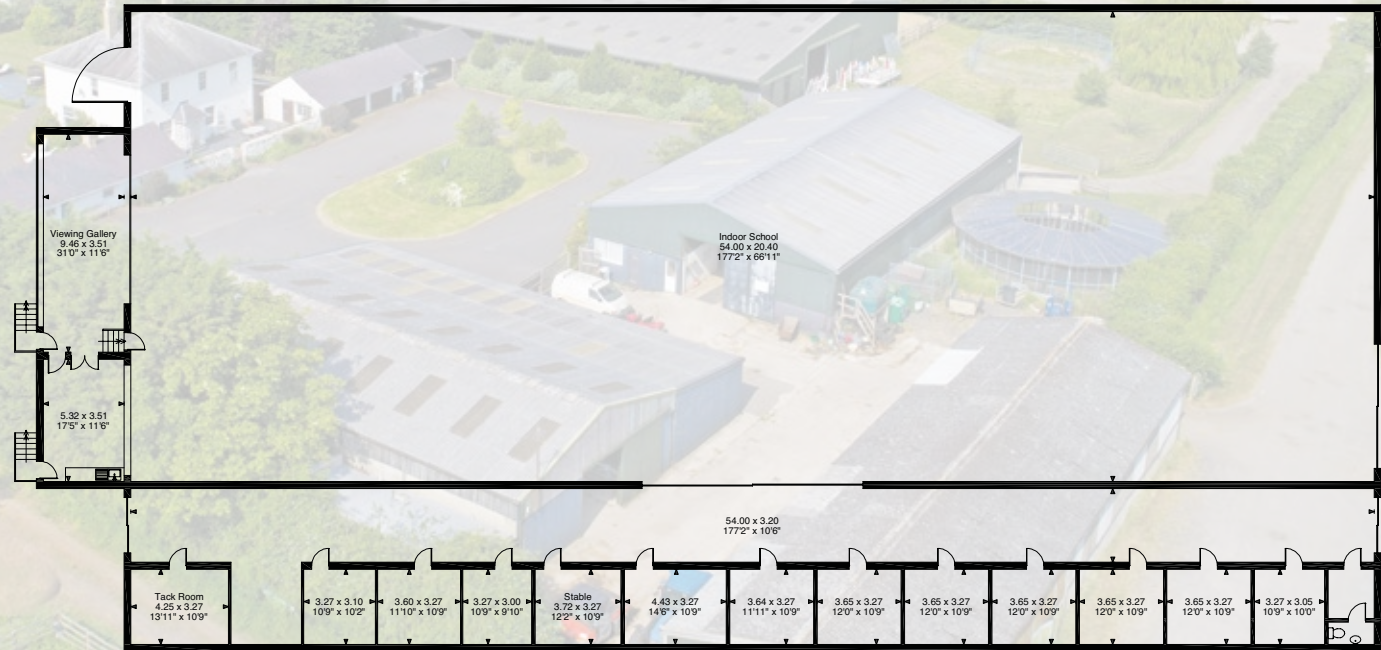 Viewing Gallery
9.46 x 3.51
31'0" x 11'6"
Indoor School
54.00 x 20.40
177'2" x 66'11"
5.32 x 3.51
17'5" x 11'6"
54.00 x 3.20
177'2" x 10'6"
Tack Room
4.25 x 3.27
13'11" x 10'9"
3.27 x 3.10
10'9" x 10'2"
3.60 x 3.27
11'10" x 10'9"
3.27 x 3.00
10'9" x 9'10"
Stable
3.72 x 3.27
12'2" x 10'9"
4.43 x 3.27
14'6" x 10'9"
3.64 x 3.27
11'11" x 10'9"
3.65 x 3.27
12'0" x 10'9"
3.65 x 3.27
12'0" x 10'9"
3.65 x 3.27
12'0" x 10'9"
3.65 x 3.27
12'0" x 10'9"
3.65 x 3.27
12'0" x 10'9"
3.27 x 3.05
10'9" x 10'0"